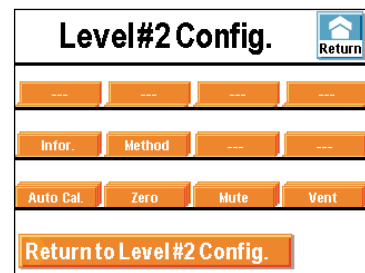 Level#2 Config.
Return
--- --- --- ---
Infor. Method --- ---
Auto Cal. Zero Mute Vent
Return to Level #2 Config.